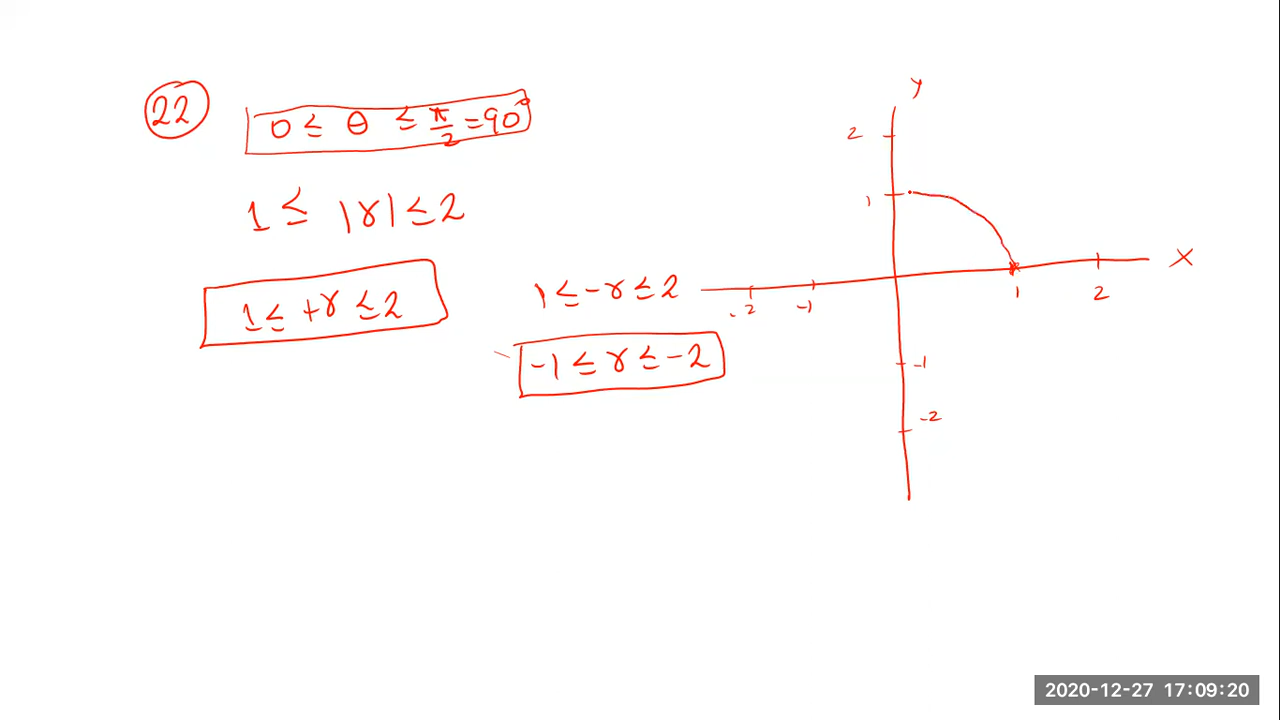 22
0 ≤ θ ≤ π/2 = 90°
1 ≤ |r| ≤ 2
1 ≤ +r ≤ 2
1 ≤ -r ≤ 2
-1 ≤ r ≤ -2
y
2
1
-2 -1 1 2 X
-1
-2
2020-12-27 17:09:20